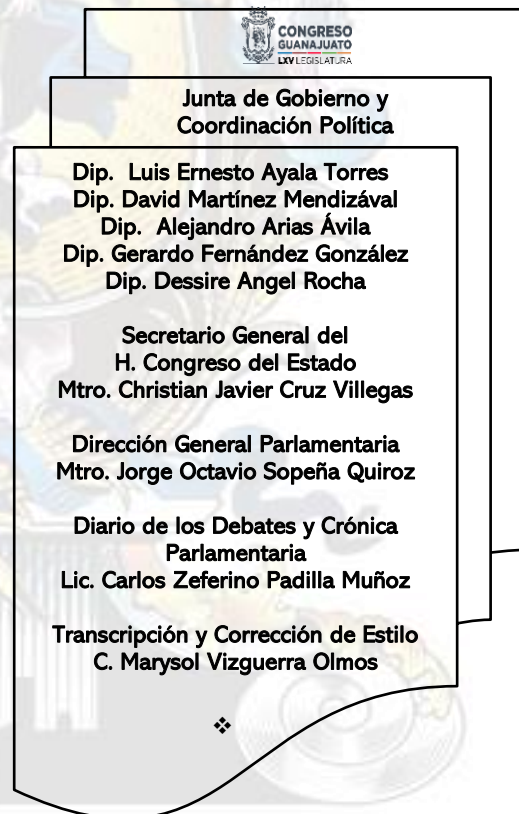 CONGRESO
GUANAJUATO
LXV LEGISLATURA
Junta de Gobierno y
Coordinación Política
Dip. Luis Ernesto Ayala Torres
Dip. David Martínez Mendizával
Dip. Alejandro Arias Ávila
Dip. Gerardo Fernández González
Dip. Dessire Angel Rocha
Secretario General del
H. Congreso del Estado
Mtro. Christian Javier Cruz Villegas
Dirección General Parlamentaria
Mtro. Jorge Octavio Sopeña Quiroz
Diario de los Debates y Crónica
Parlamentaria
Lic. Carlos Zeferino Padilla Muñoz
Transcripción y Corrección de Estilo
C. Marysol Vizguerra Olmos